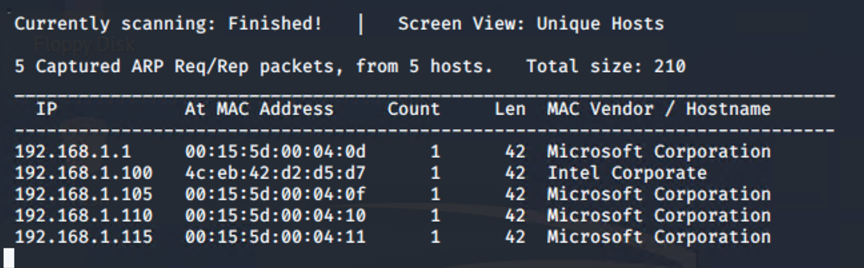 Currently scanning: Finished!   |   Screen View: Unique Hosts
Floppy Disk
5 Captured ARP Req/Rep packets, from 5 hosts.   Total size: 210
_____________________________________________________________________________
  IP            At MAC Address     Count     Len  MAC Vendor / Hostname
-----------------------------------------------------------------------------
192.168.1.1     00:15:5d:00:04:0d      1      42  Microsoft Corporation
192.168.1.100   4c:eb:42:d2:d5:d7      1      42  Intel Corporate
192.168.1.105   00:15:5d:00:04:0f      1      42  Microsoft Corporation
192.168.1.110   00:15:5d:00:04:10      1      42  Microsoft Corporation
192.168.1.115   00:15:5d:00:04:11      1      42  Microsoft Corporation